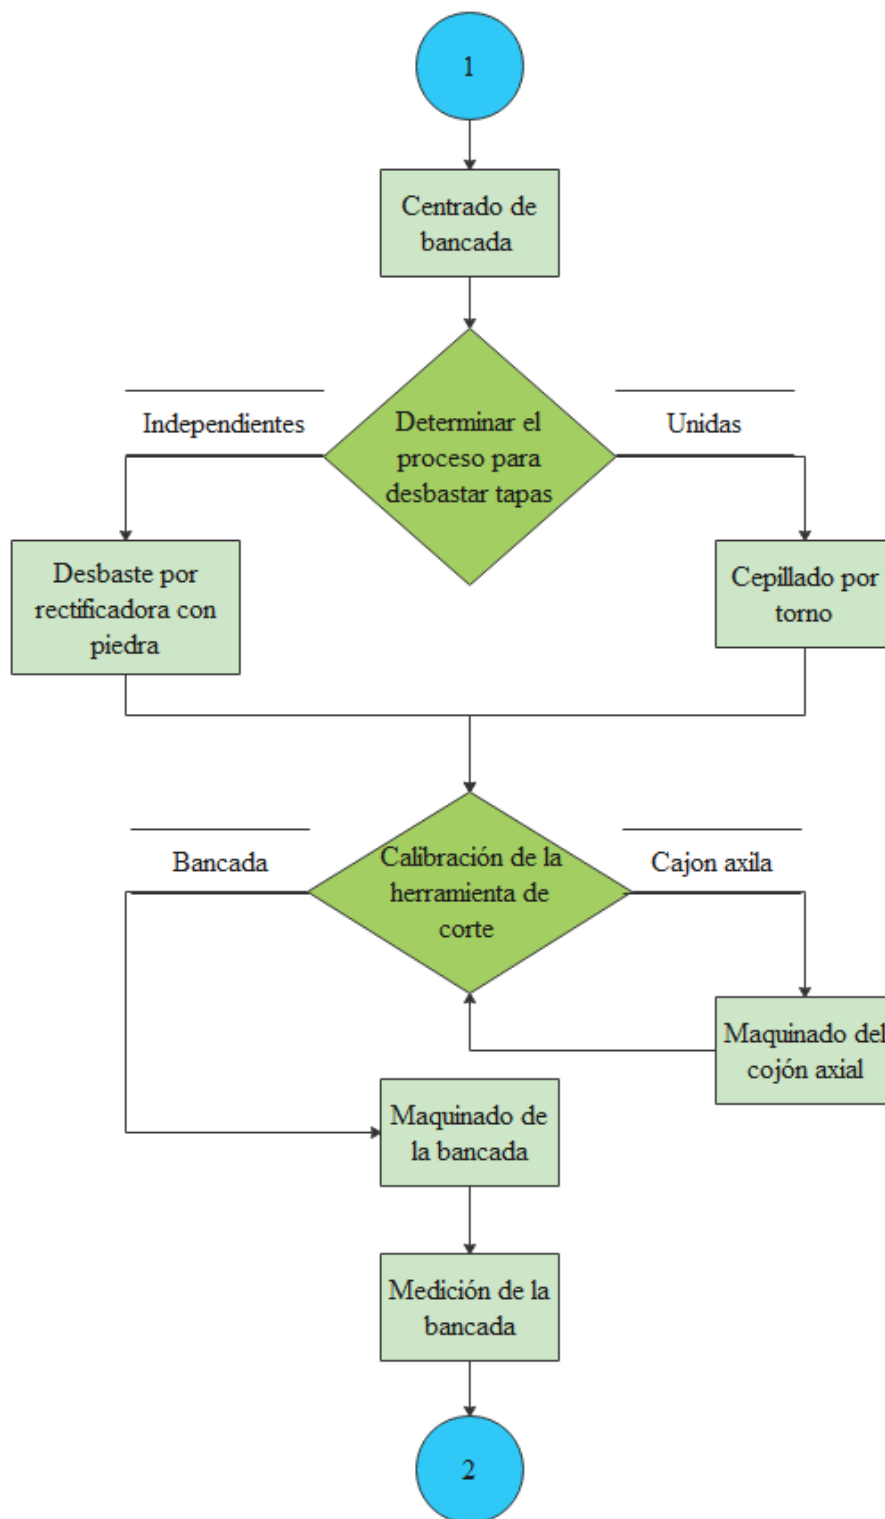 1
Centrado de
bancada
Independientes
Determinar el
proceso para
desbastar tapas
Unidas
Desbaste por
rectificadora con
piedra
Cepillado por
torno
Bancada
Calibración de la
herramienta de
corte
Cajon axila
Maquinado del
cojón axial
Maquinado de
la bancada
Medición de la
bancada
2